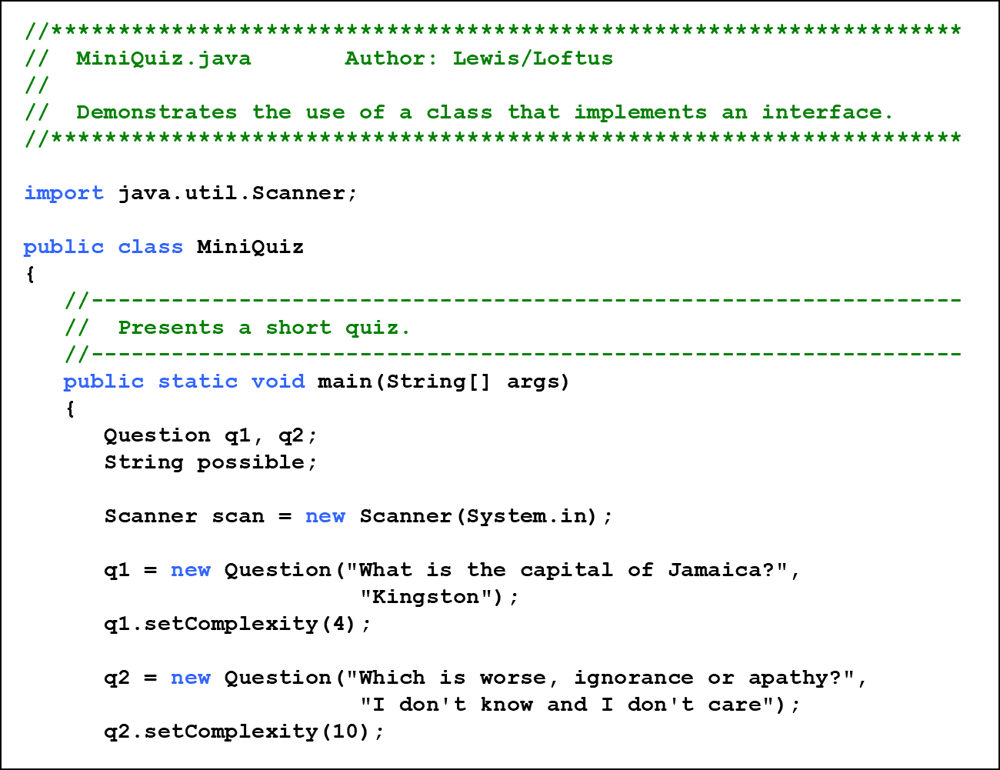 //********************************************************************
//  MiniQuiz.java       Author: Lewis/Loftus
//
//  Demonstrates the use of a class that implements an interface.
//********************************************************************

import java.util.Scanner;

public class MiniQuiz
{
   //-----------------------------------------------------------------
   //  Presents a short quiz.
   //-----------------------------------------------------------------
   public static void main(String[] args)
   {
      Question q1, q2;
      String possible;

      Scanner scan = new Scanner(System.in);

      q1 = new Question("What is the capital of Jamaica?",
                         "Kingston");
      q1.setComplexity(4);

      q2 = new Question("Which is worse, ignorance or apathy?",
                         "I don't know and I don't care");
      q2.setComplexity(10);